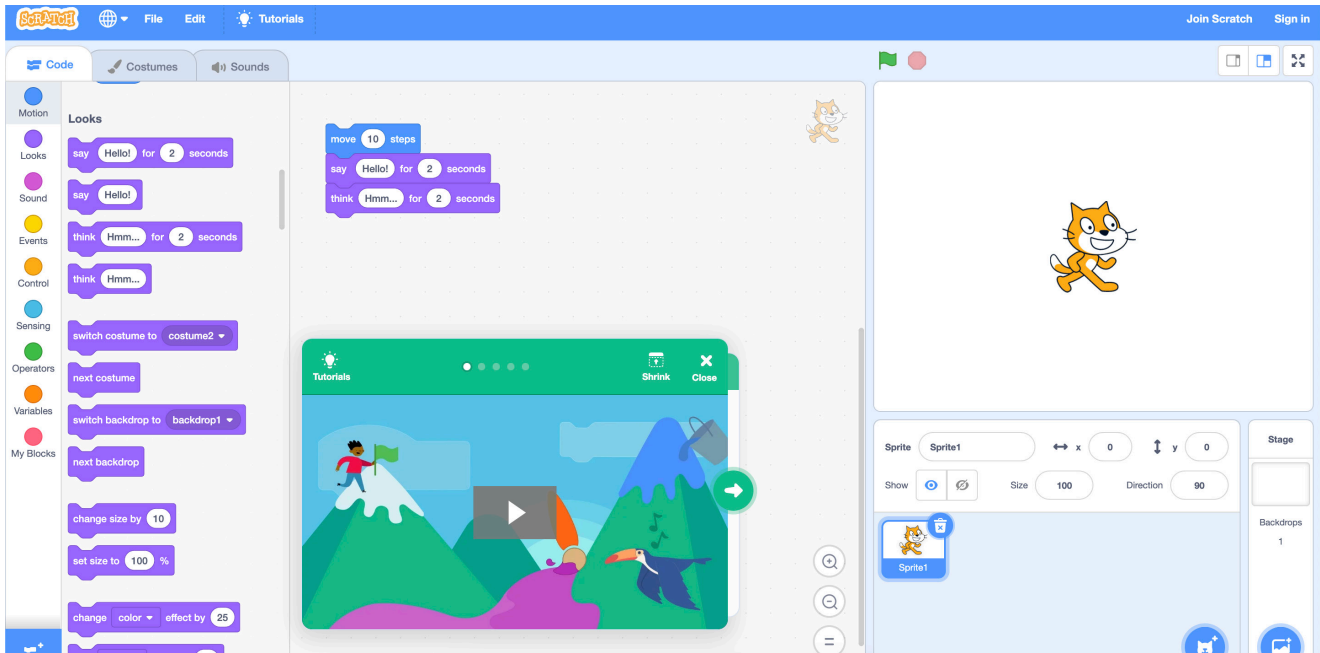 SCRATCH File Edit Tutorials Join Scratch Sign in
Code Costumes Sounds
Motion
Looks
Sound
Events
Control
Sensing
Operators
Variables
My Blocks
Looks
say Hello! for 2 seconds
say Hello!
think Hmm... for 2 seconds
think Hmm...
switch costume to costume2
next costume
switch backdrop to backdrop1
next backdrop
change size by 10
set size to 100 %
change color effect by 25
move 10 steps
say Hello! for 2 seconds
think Hmm... for 2 seconds
Tutorials Shrink Close
Sprite Sprite1 x 0 y 0
Show Size 100 Direction 90
Sprite1
Stage
Backdrops
1